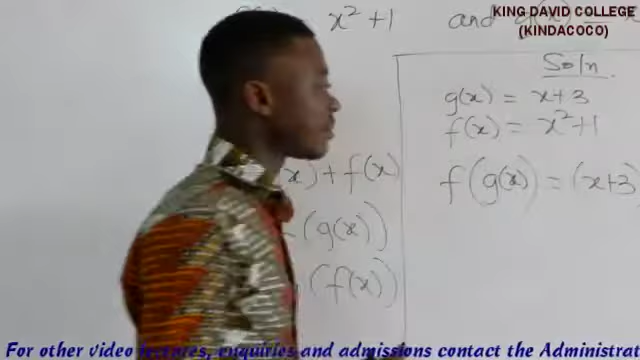 x² + 1 and g(x)
KING DAVID COLLEGE
(KINDACOCO)
Soln
g(x) = x+3
f(x) = x²+1
f(g(x)) = (x+3)
x) + f(x)
(g(x))
(f(x))
For other video lectures, enquiries and admissions contact the Administrat